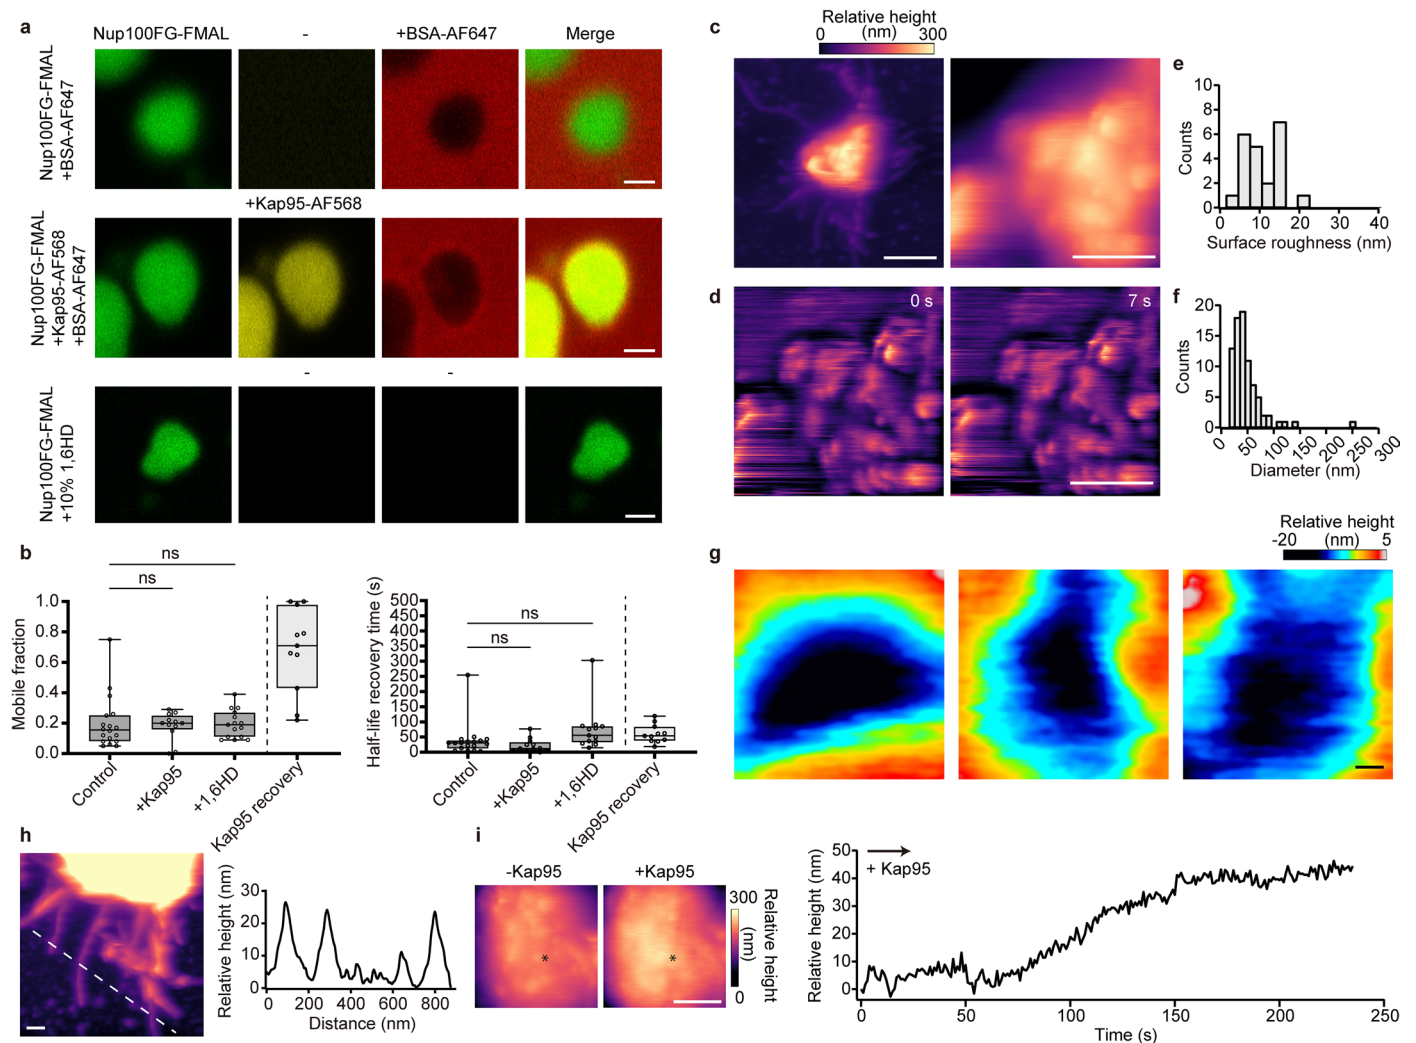 a
Nup100FG-FMAL
-
+BSA-AF647
Merge
Nup100FG-FMAL
+BSA-AF647
+Kap95-AF568
Nup100FG-FMAL
+Kap95-AF568
+BSA-AF647
-
-
Nup100FG-FMAL
+10% 1,6HD
b
ns
ns
Mobile fraction
1.0
0.8
0.6
0.4
0.2
0.0
Control
+Kap95
+1,6HD
Kap95 recovery
ns
ns
Half-life recovery time (s)
500
450
400
350
300
250
200
150
100
50
0
Control
+Kap95
+1,6HD
Kap95 recovery
c
Relative height
(nm)
0
300
d
0 s
7 s
e
Counts
10
8
6
4
2
0
0
10
20
30
40
Surface roughness (nm)
f
Counts
20
15
10
5
0
0
50
100
150
200
250
300
Diameter (nm)
g
Relative height
(nm)
-20
5
h
Relative height (nm)
30
20
10
0
0
200
400
600
800
Distance (nm)
i
-Kap95
+Kap95
*
*
300
0
Relative height
(nm)
Relative height (nm)
50
40
30
20
10
0
+ Kap95
0
50
100
150
200
250
Time (s)